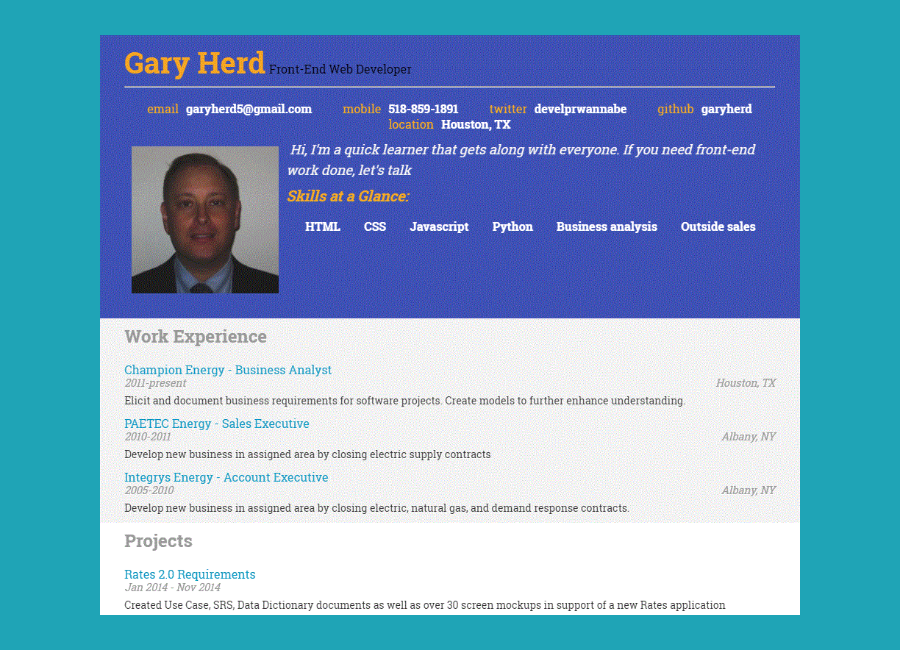 Gary Herd Front-End Web Developer
email garyherd5@gmail.com mobile 518-859-1891 twitter develprwannabe github garyherd
location Houston, TX
Hi, I'm a quick learner that gets along with everyone. If you need front-end
work done, let's talk
Skills at a Glance:
HTML CSS Javascript Python Business analysis Outside sales
Work Experience
Champion Energy - Business Analyst
2011-present Houston, TX
Elicit and document business requirements for software projects. Create models to further enhance understanding.
PAETEC Energy - Sales Executive
2010-2011 Albany, NY
Develop new business in assigned area by closing electric supply contracts
Integrys Energy - Account Executive
2005-2010 Albany, NY
Develop new business in assigned area by closing electric, natural gas, and demand response contracts.
Projects
Rates 2.0 Requirements
Jan 2014 - Nov 2014
Created Use Case, SRS, Data Dictionary documents as well as over 30 screen mockups in support of a new Rates application